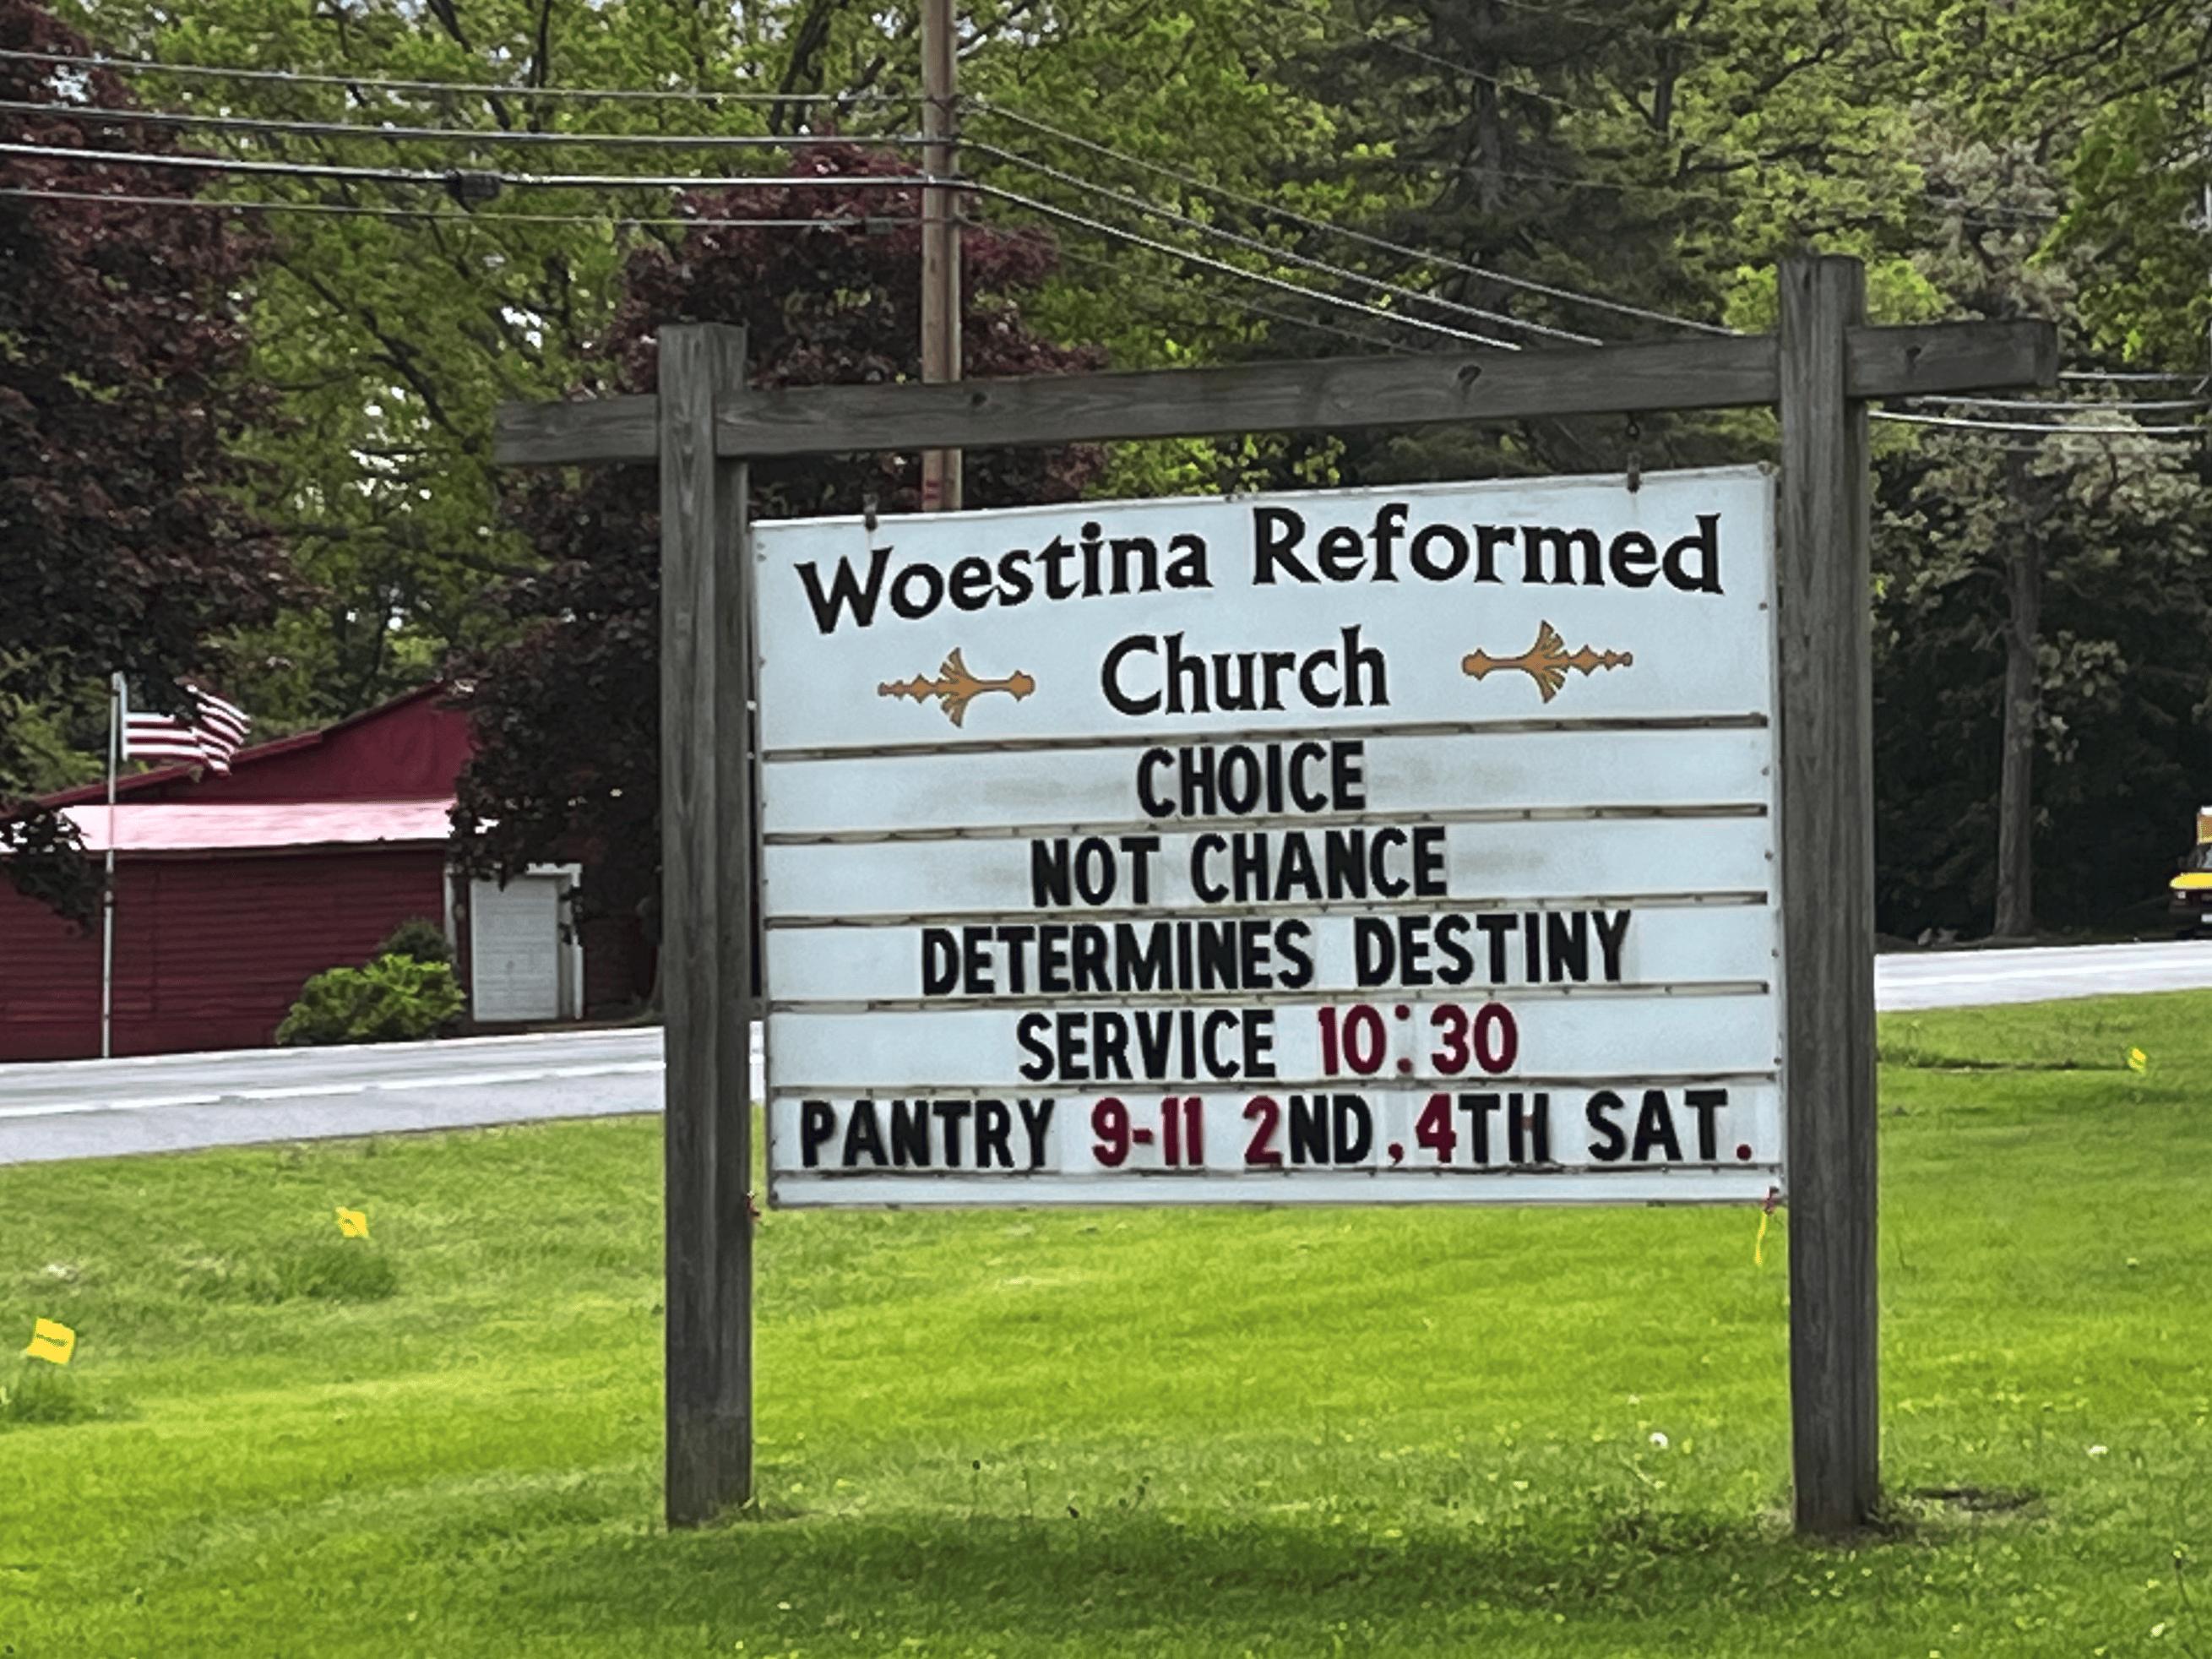 Woestina Reformed
Church
CHOICE
NOT CHANCE
DETERMINES DESTINY
SERVICE 10:30
PANTRY 9-11 2ND,4TH SAT.